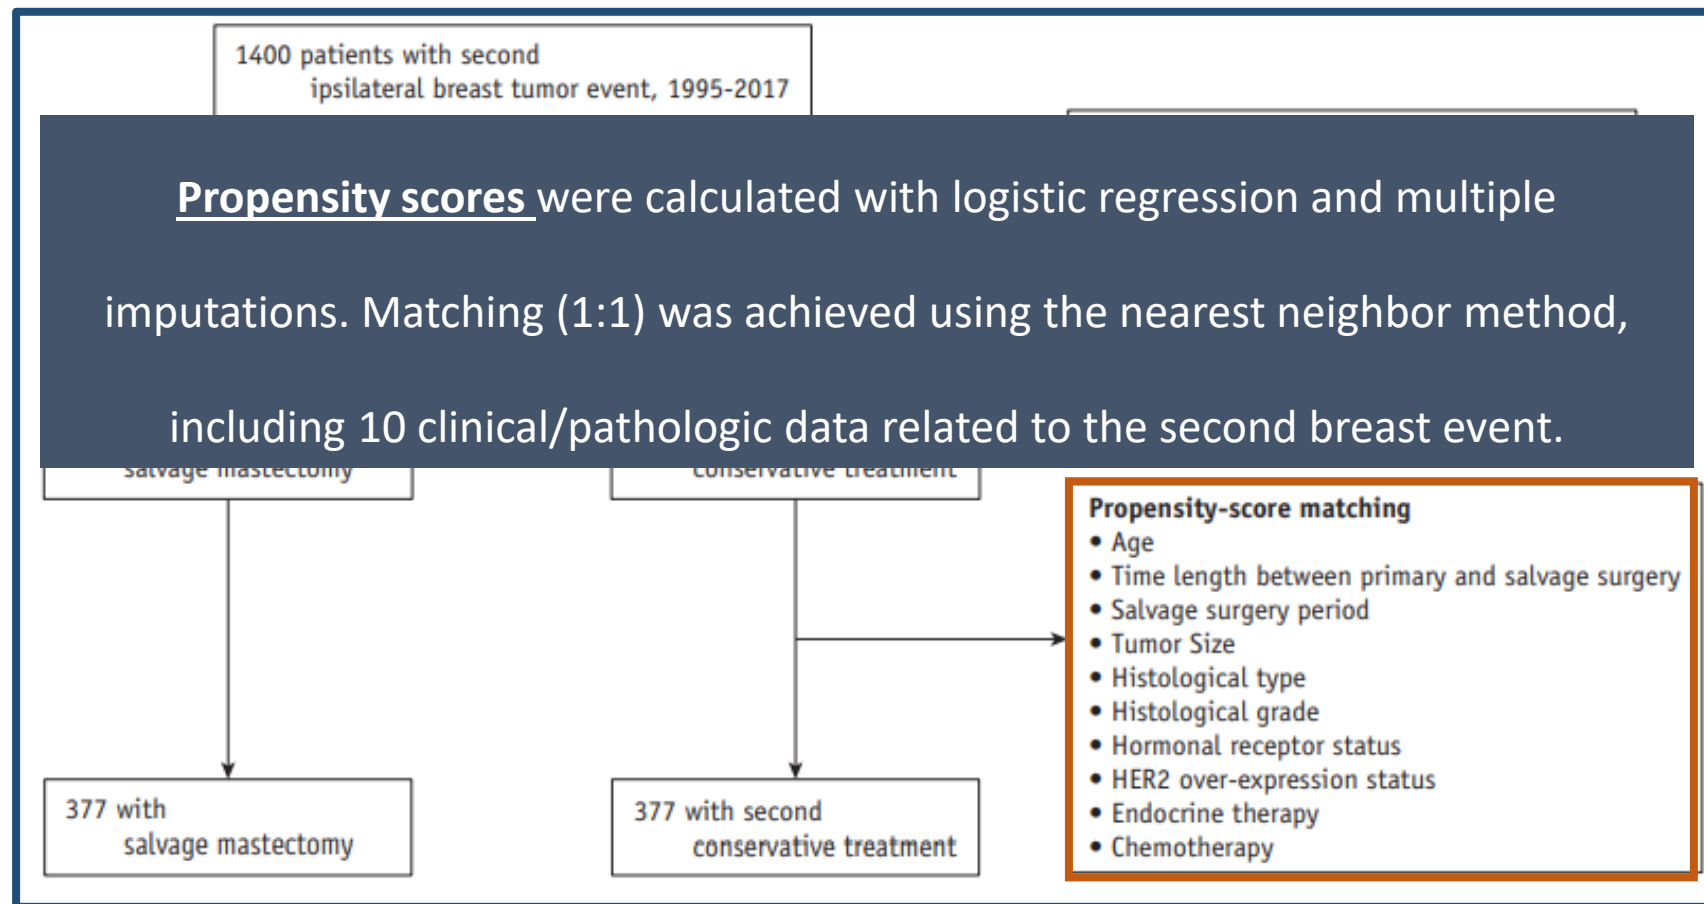 1400 patients with second
ipsilateral breast tumor event, 1995-2017
Propensity scores were calculated with logistic regression and multiple
imputations. Matching (1:1) was achieved using the nearest neighbor method,
including 10 clinical/pathologic data related to the second breast event.
salvage mastectomy
conservative treatment
Propensity-score matching
• Age
• Time length between primary and salvage surgery
• Salvage surgery period
• Tumor Size
• Histological type
• Histological grade
• Hormonal receptor status
• HER2 over-expression status
• Endocrine therapy
• Chemotherapy
377 with
salvage mastectomy
377 with second
conservative treatment